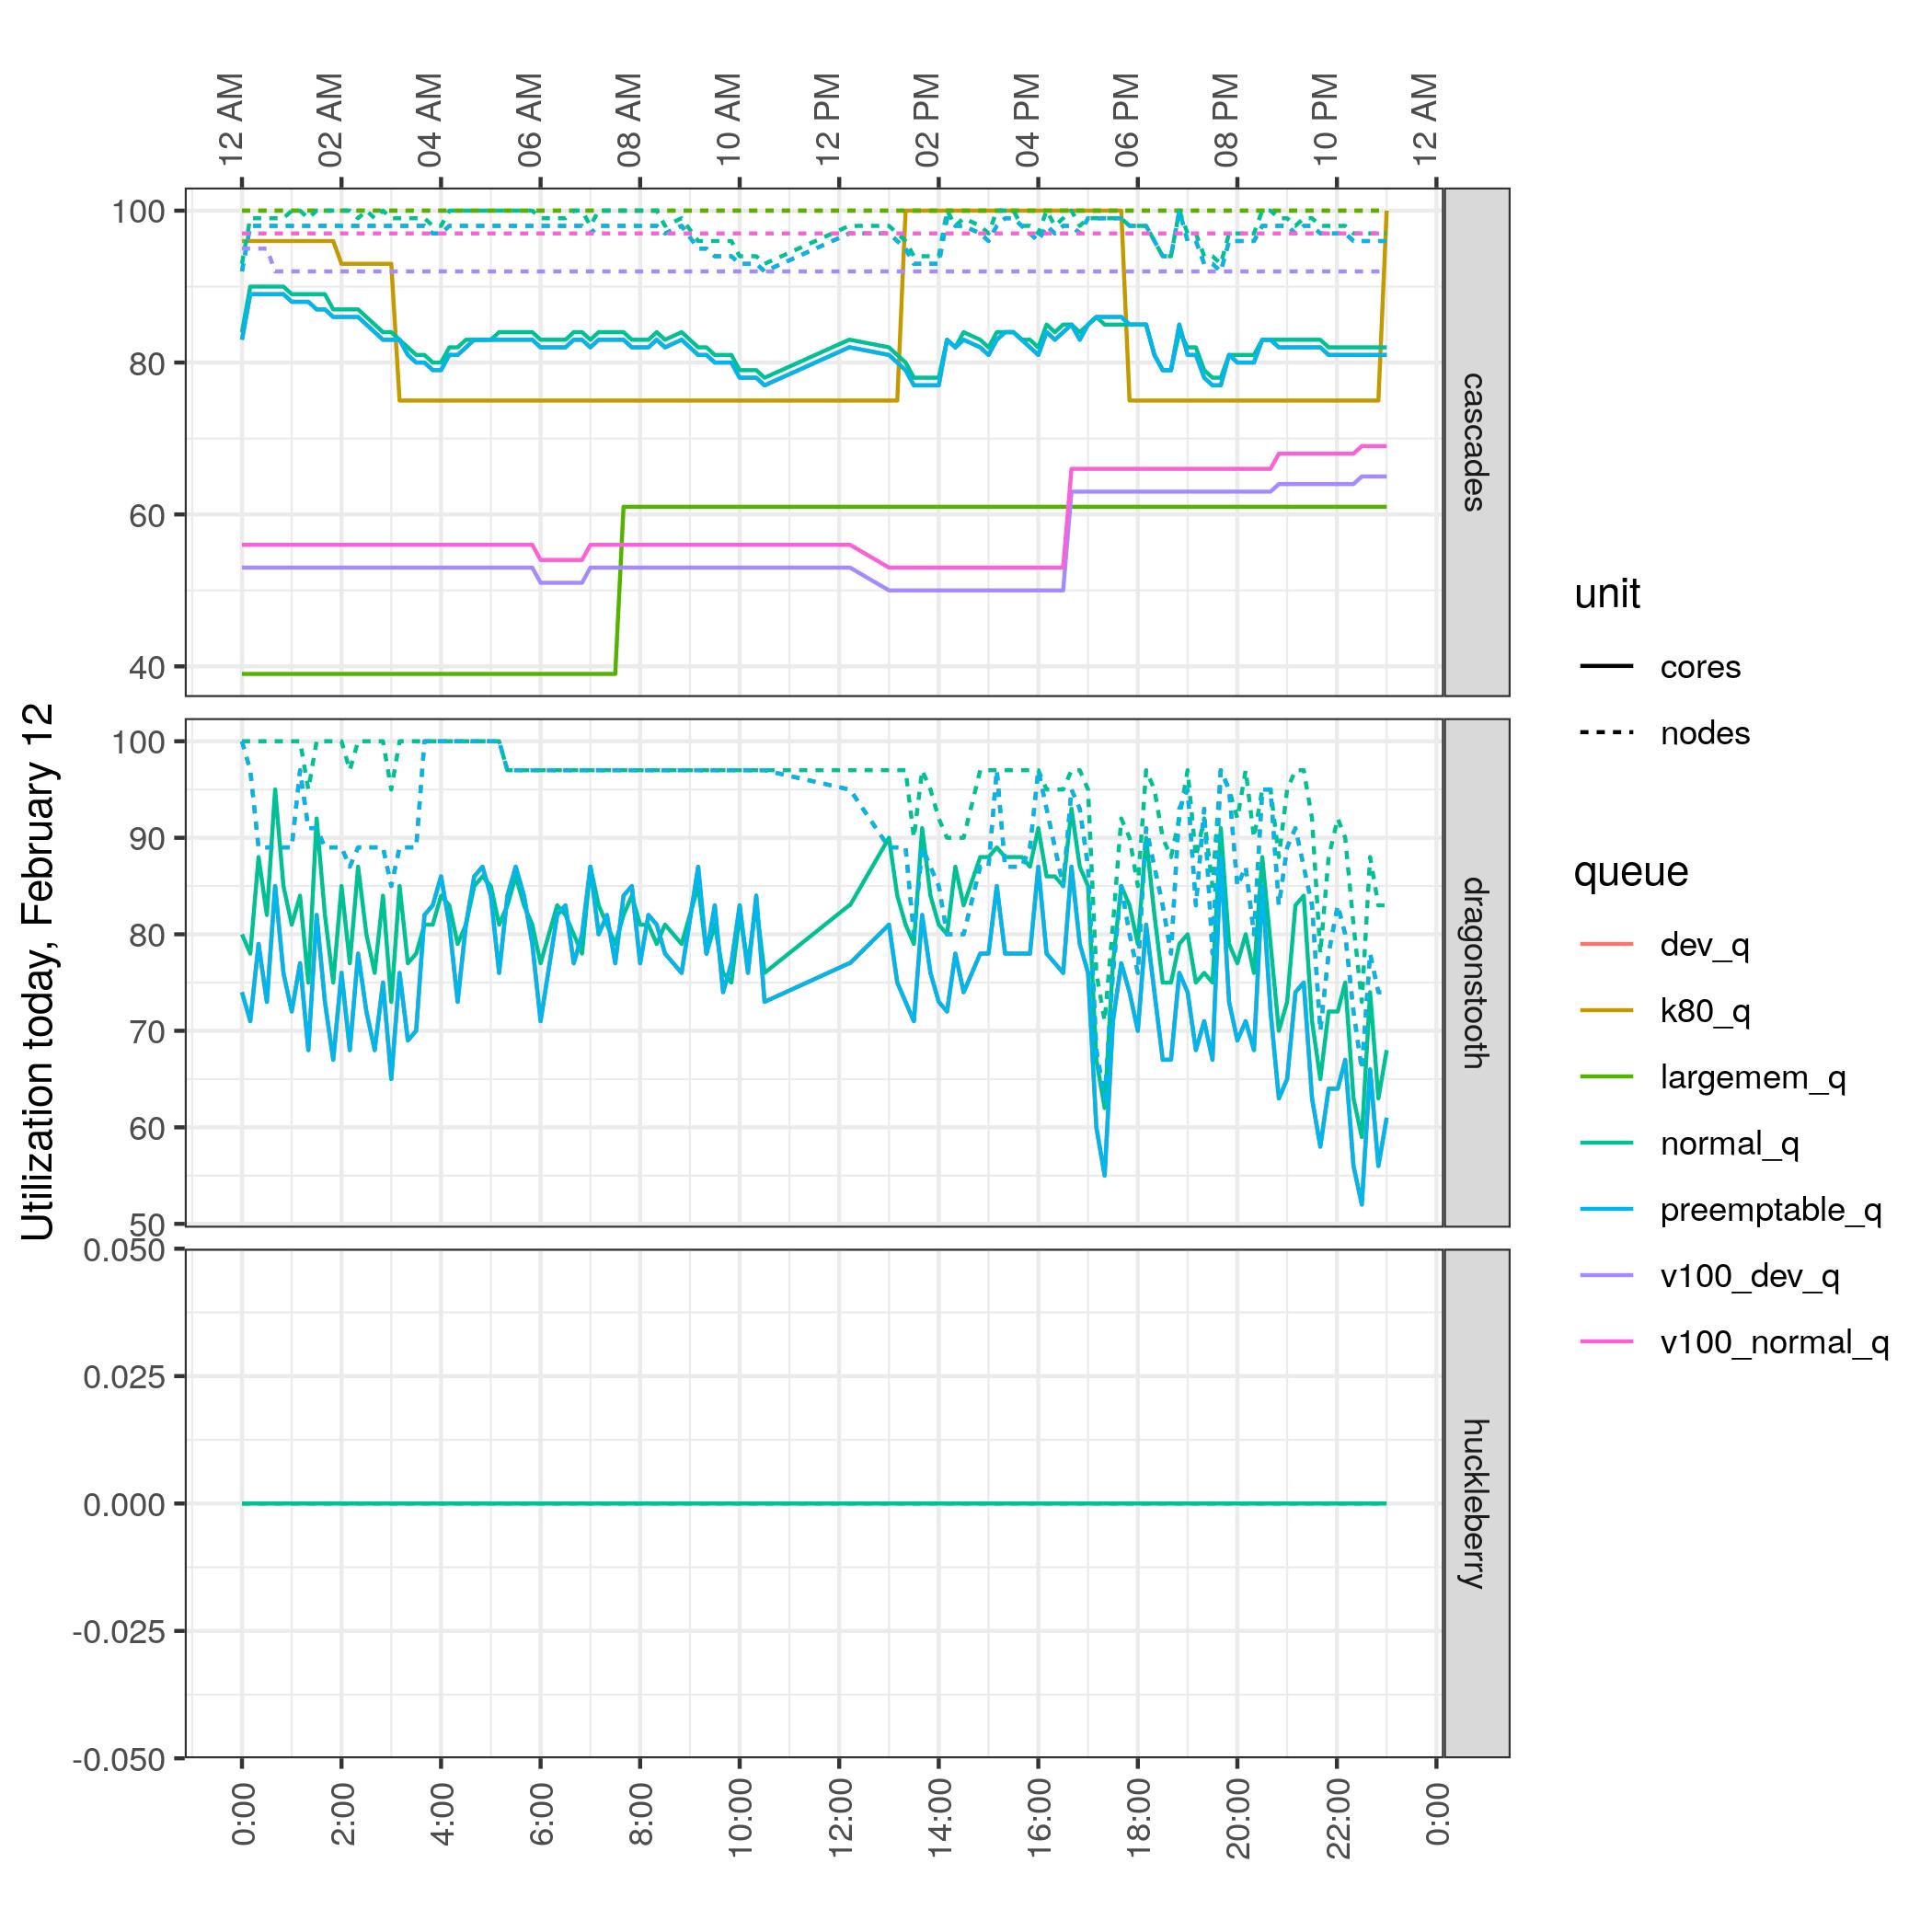 12 AM
02 AM
04 AM
06 AM
08 AM
10 AM
12 PM
02 PM
04 PM
06 PM
08 PM
10 PM
12 AM
Utilization today, February 12
100
80
60
40
cascades
100
90
80
70
60
50
dragonstooth
0.050
0.025
0.000
-0.025
-0.050
huckleberry
0:00
2:00
4:00
6:00
8:00
10:00
12:00
14:00
16:00
18:00
20:00
22:00
0:00
unit
cores
nodes
queue
dev_q
k80_q
largemem_q
normal_q
preemptable_q
v100_dev_q
v100_normal_q